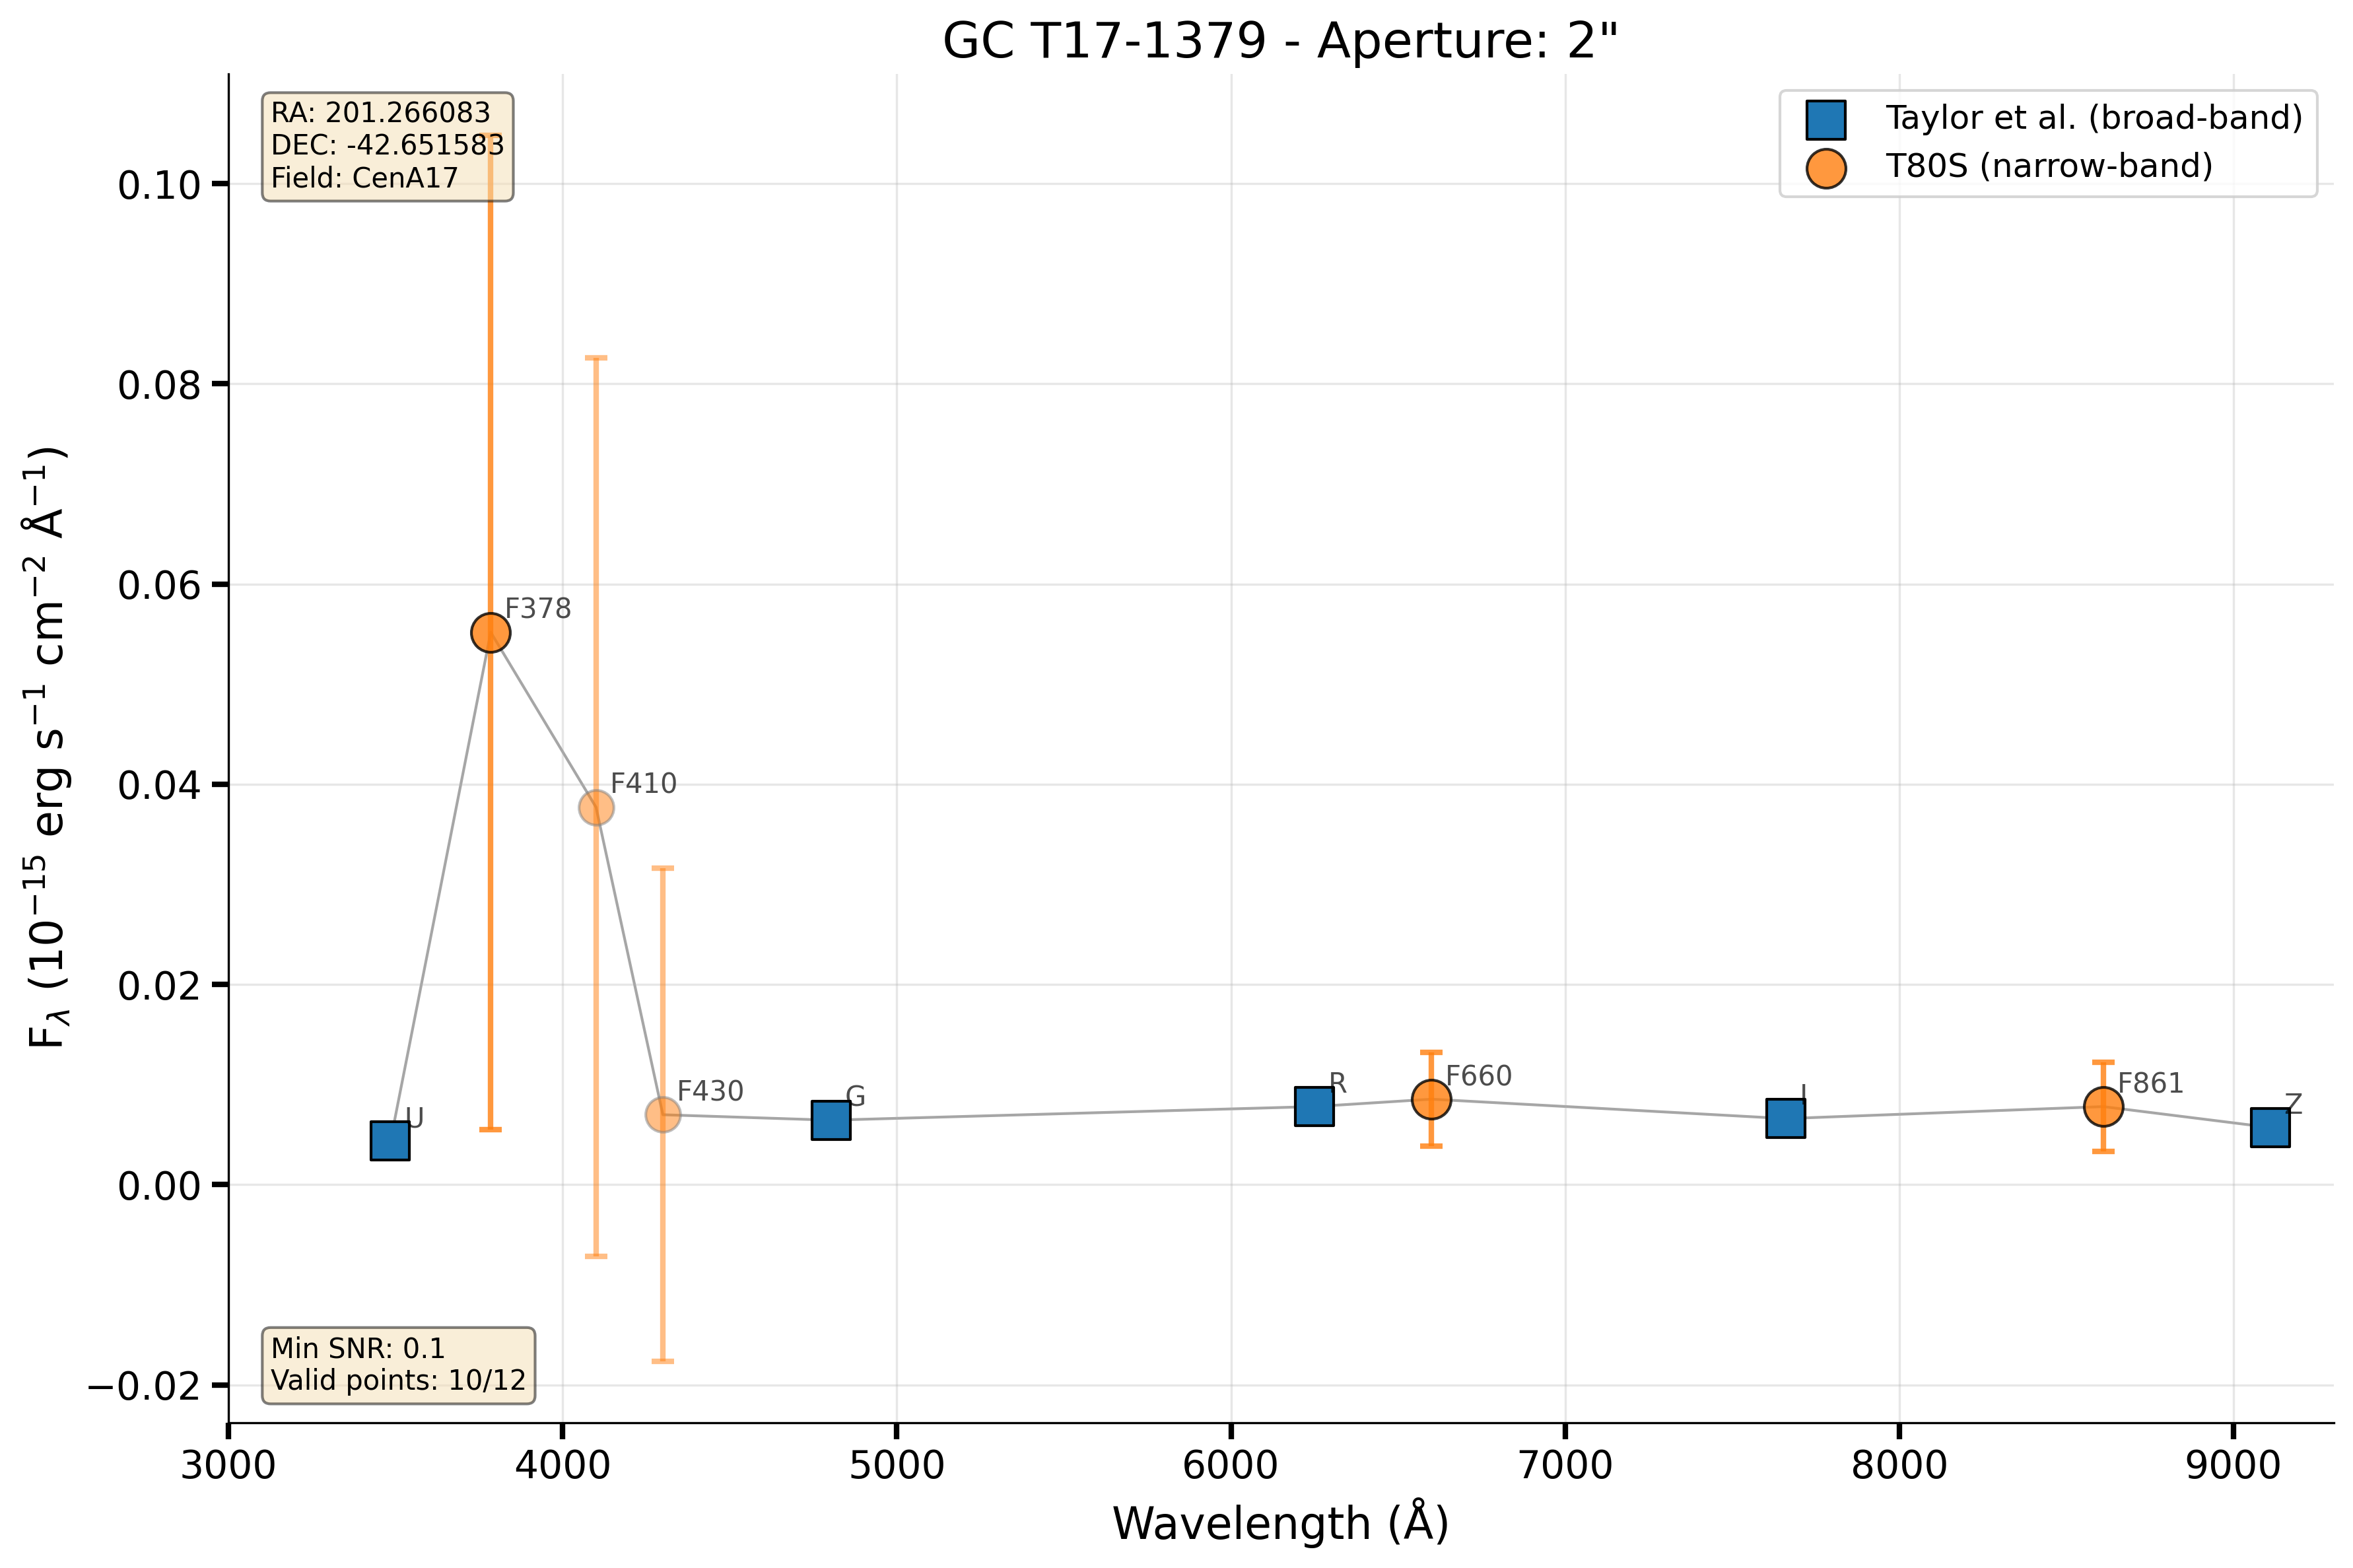 GC T17-1379 - Aperture: 2"
RA: 201.266083
DEC: -42.651583
Field: CenA17
Taylor et al. (broad-band)
T80S (narrow-band)
F_λ (10⁻¹⁵ erg s⁻¹ cm⁻² Å⁻¹)
0.10
0.08
0.06
0.04
0.02
0.00
−0.02
U
F378
F410
F430
G
R
F660
I
F861
Z
Min SNR: 0.1
Valid points: 10/12
3000 4000 5000 6000 7000 8000 9000
Wavelength (Å)